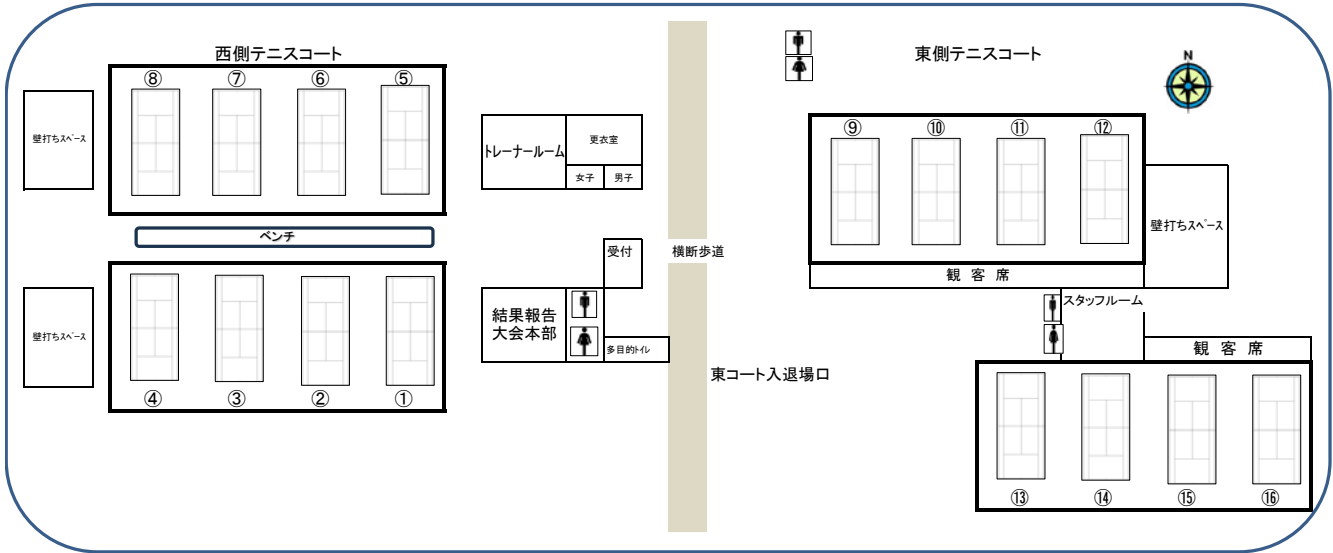 西側テニスコート
⑧ ⑦ ⑥ ⑤
壁打ちスペース
ベンチ
壁打ちスペース
④ ③ ② ①
トレーナールーム
更衣室
女子 男子
受付
結果報告
大会本部
多目的トイレ
横断歩道
東コート入退場口
東側テニスコート
N
⑨ ⑩ ⑪ ⑫
壁打ちスペース
観 客 席
スタッフルーム
観 客 席
⑬ ⑭ ⑮ ⑯